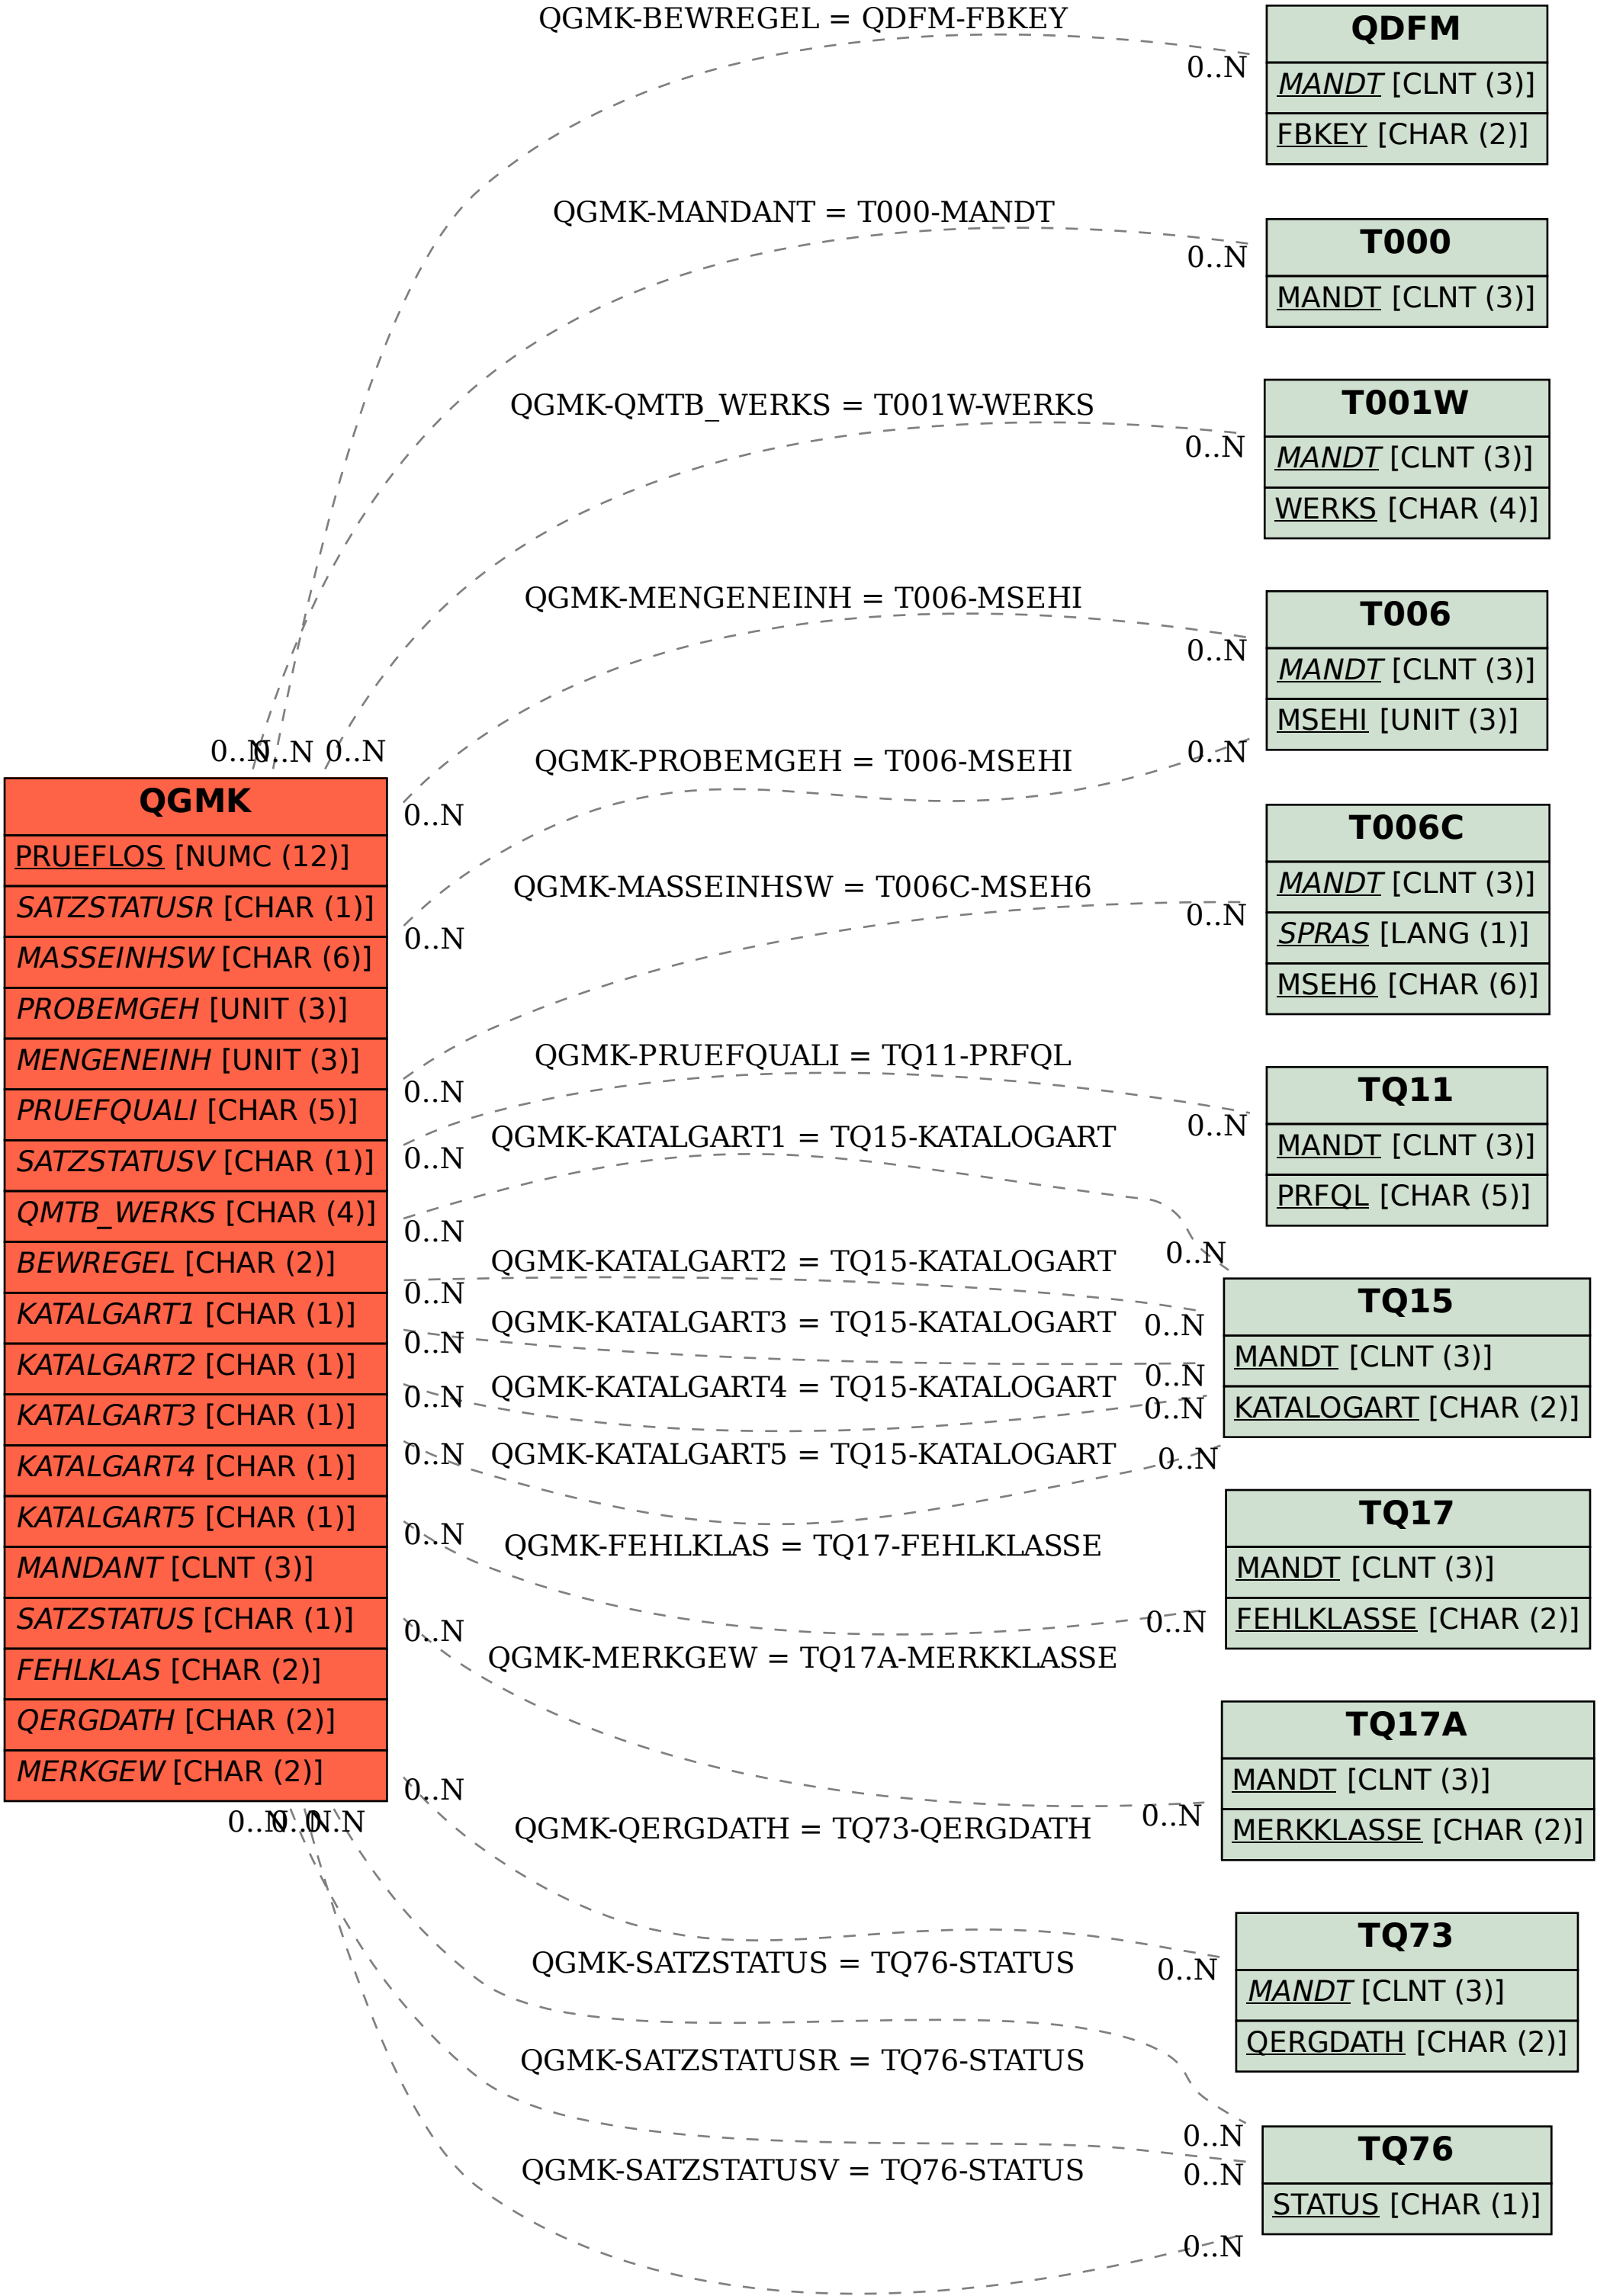 QGMK-BEWREGEL = QDFM-FBKEY
0..N
QDFM
MANDT [CLNT (3)]
FBKEY [CHAR (2)]
QGMK-MANDANT = T000-MANDT
0..N
T000
MANDT [CLNT (3)]
QGMK-QMTB_WERKS = T001W-WERKS
0..N
T001W
MANDT [CLNT (3)]
WERKS [CHAR (4)]
QGMK-MENGENEINH = T006-MSEHI
0..N
T006
MANDT [CLNT (3)]
MSEHI [UNIT (3)]
QGMK-PROBEMGEH = T006-MSEHI
0..N
0..N
0..N
0..N
QGMK
PRUEFLOS [NUMC (12)]
SATZSTATUSR [CHAR (1)]
MASSEINHSW [CHAR (6)]
PROBEMGEH [UNIT (3)]
MENGENEINH [UNIT (3)]
PRUEFQUALI [CHAR (5)]
SATZSTATUSV [CHAR (1)]
QMTB_WERKS [CHAR (4)]
BEWREGEL [CHAR (2)]
KATALGART1 [CHAR (1)]
KATALGART2 [CHAR (1)]
KATALGART3 [CHAR (1)]
KATALGART4 [CHAR (1)]
KATALGART5 [CHAR (1)]
MANDANT [CLNT (3)]
SATZSTATUS [CHAR (1)]
FEHLKLAS [CHAR (2)]
QERGDATH [CHAR (2)]
MERKGEW [CHAR (2)]
0..N
0..N
QGMK-MASSEINHSW = T006C-MSEH6
0..N
0..N
T006C
MANDT [CLNT (3)]
SPRAS [LANG (1)]
MSEH6 [CHAR (6)]
QGMK-PRUEFQUALI = TQ11-PRFQL
0..N
0..N
TQ11
MANDT [CLNT (3)]
PRFQL [CHAR (5)]
QGMK-KATALGART1 = TQ15-KATALOGART
0..N
0..N
QGMK-KATALGART2 = TQ15-KATALOGART
0..N
0..N
QGMK-KATALGART3 = TQ15-KATALOGART
0..N
0..N
QGMK-KATALGART4 = TQ15-KATALOGART
0..N
0..N
QGMK-KATALGART5 = TQ15-KATALOGART
0..N
0..N
TQ15
MANDT [CLNT (3)]
KATALOGART [CHAR (2)]
QGMK-FEHLKLAS = TQ17-FEHLKLASSE
0..N
0..N
TQ17
MANDT [CLNT (3)]
FEHLKLASSE [CHAR (2)]
QGMK-MERKGEW = TQ17A-MERKKLASSE
0..N
0..N
TQ17A
MANDT [CLNT (3)]
MERKKLASSE [CHAR (2)]
QGMK-QERGDATH = TQ73-QERGDATH
0..N
0..N
TQ73
MANDT [CLNT (3)]
QERGDATH [CHAR (2)]
0..N
0..N
0..N
QGMK-SATZSTATUS = TQ76-STATUS
0..N
QGMK-SATZSTATUSR = TQ76-STATUS
0..N
QGMK-SATZSTATUSV = TQ76-STATUS
0..N
TQ76
STATUS [CHAR (1)]